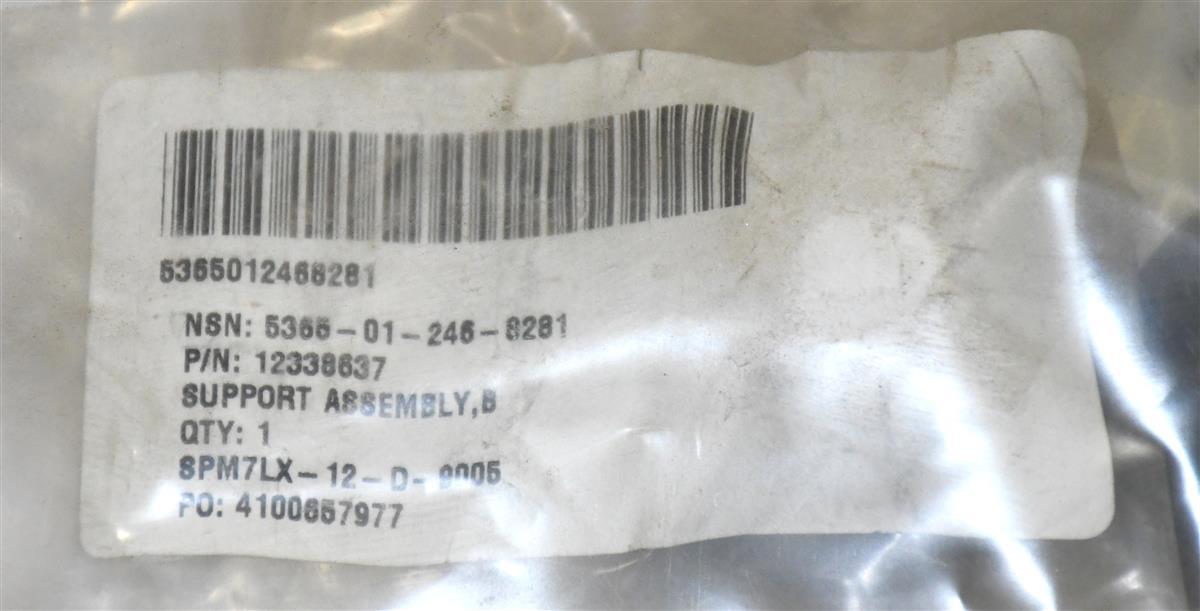 5365012468281
NSN: 5365-01-246-8281
P/N: 12338637
SUPPORT ASSEMBLY,B
QTY: 1
SPM7LX-12-D-9005
PO: 4100657977